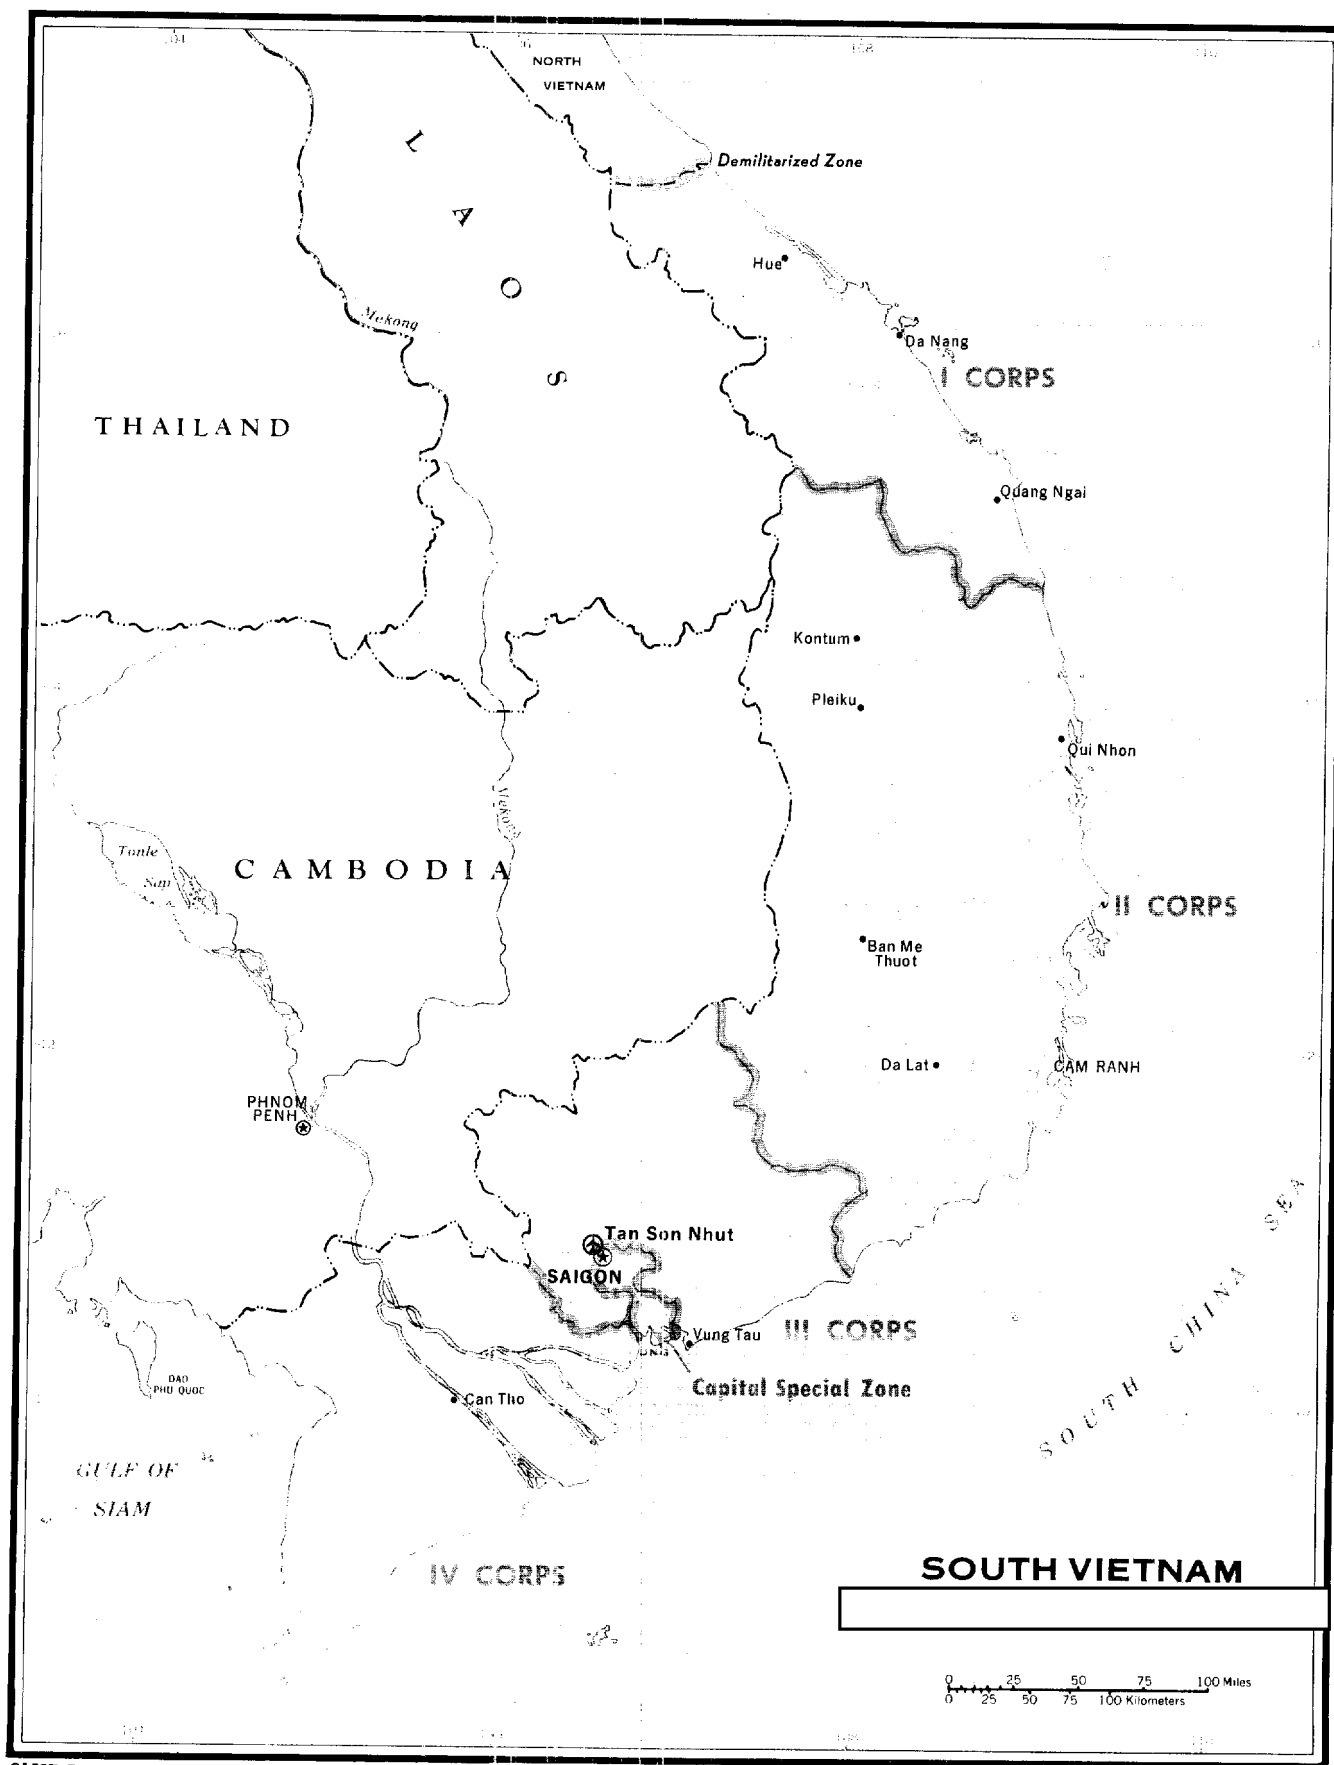 108
NORTH
VIETNAM
LAOS
Demilitarized Zone
Hue
Mekong
Da Nang
I CORPS
THAILAND
Quang Ngai
Kontum
Pleiku
Qui Nhon
Mekong
Tonle
Sap
CAMBODIA
II CORPS
Ban Me
Thuot
Da Lat
CAM RANH
PHNOM
PENH
Tan Son Nhut
SAIGON
SOUTH CHINA SEA
Vung Tau
III CORPS
DAO
PHU QUOC
Capital Special Zone
Can Tho
GULF OF
SIAM
IV CORPS
SOUTH VIETNAM
0 25 50 75 100 Miles
0 25 50 75 100 Kilometers